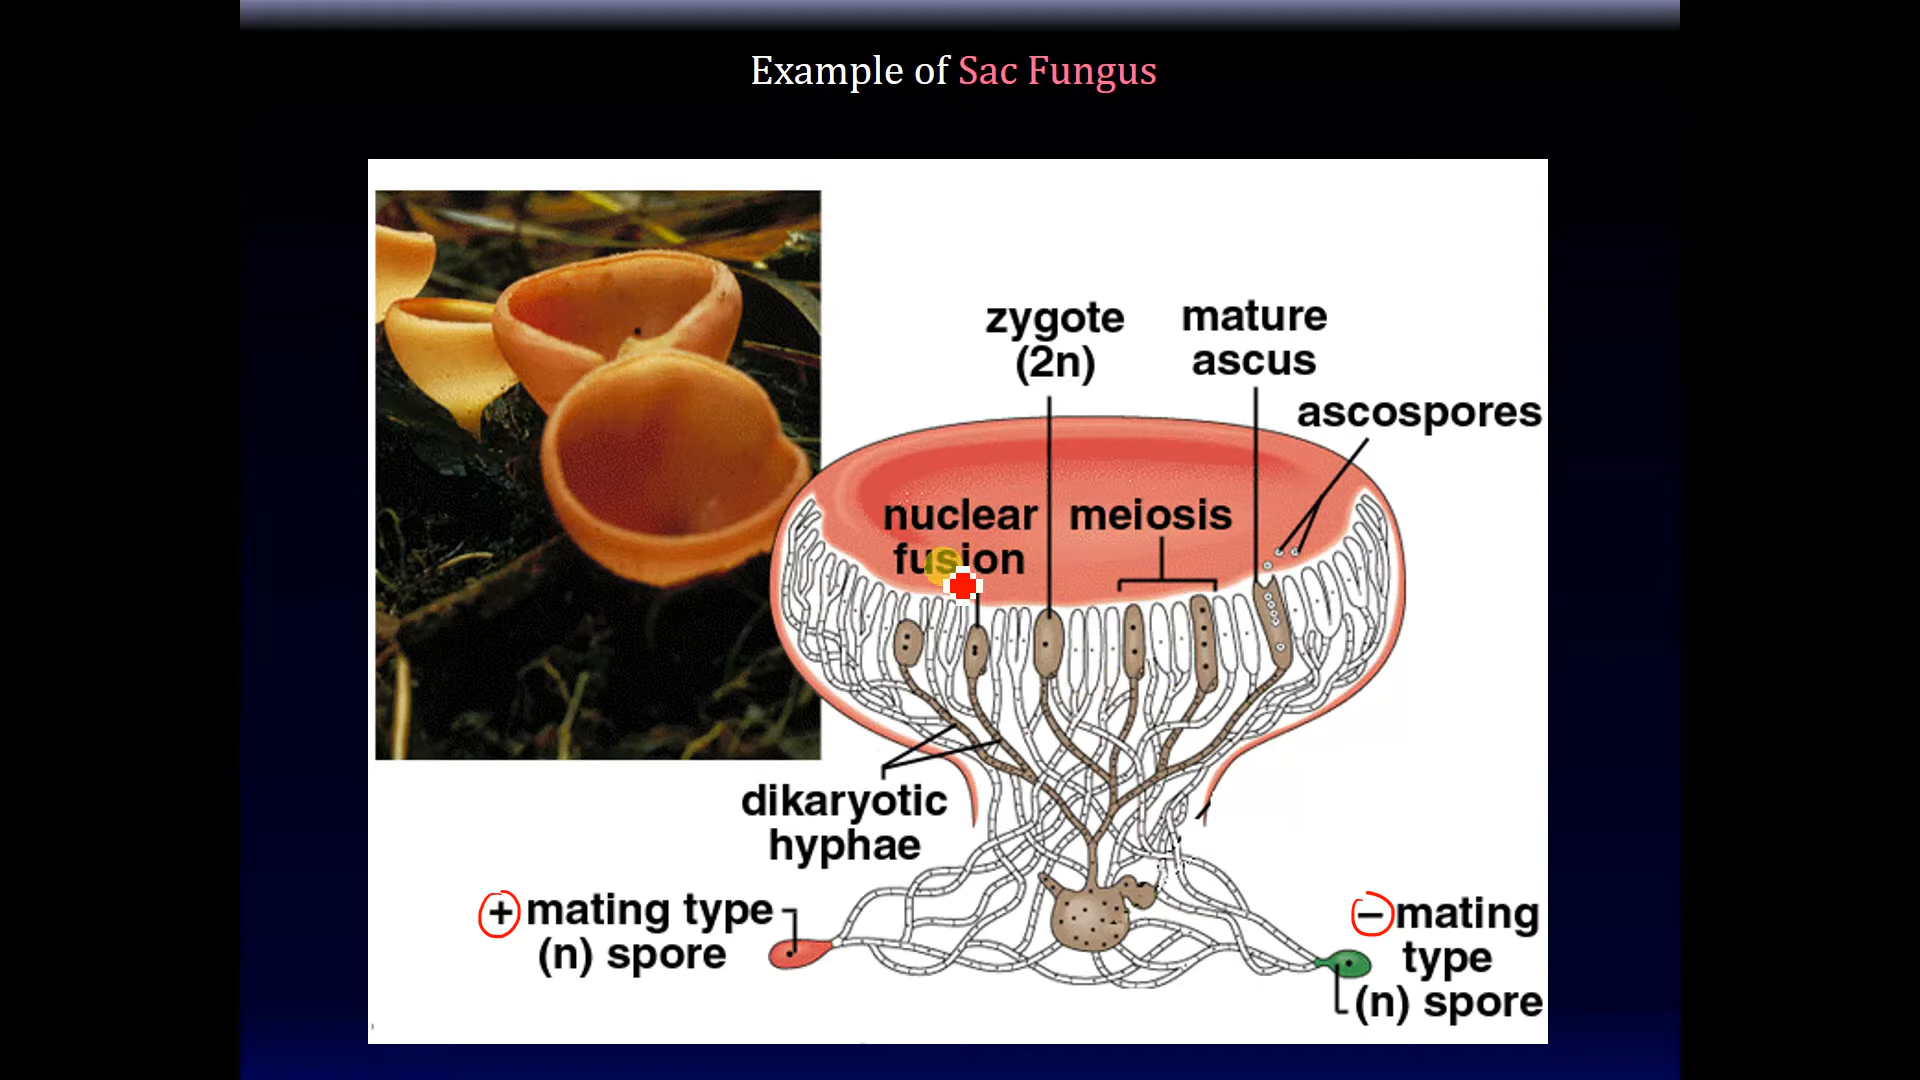 Example of Sac Fungus
zygote
(2n)
mature
ascus
ascospores
nuclear
fusion
meiosis
dikaryotic
hyphae
+ mating type
(n) spore
− mating
type
(n) spore